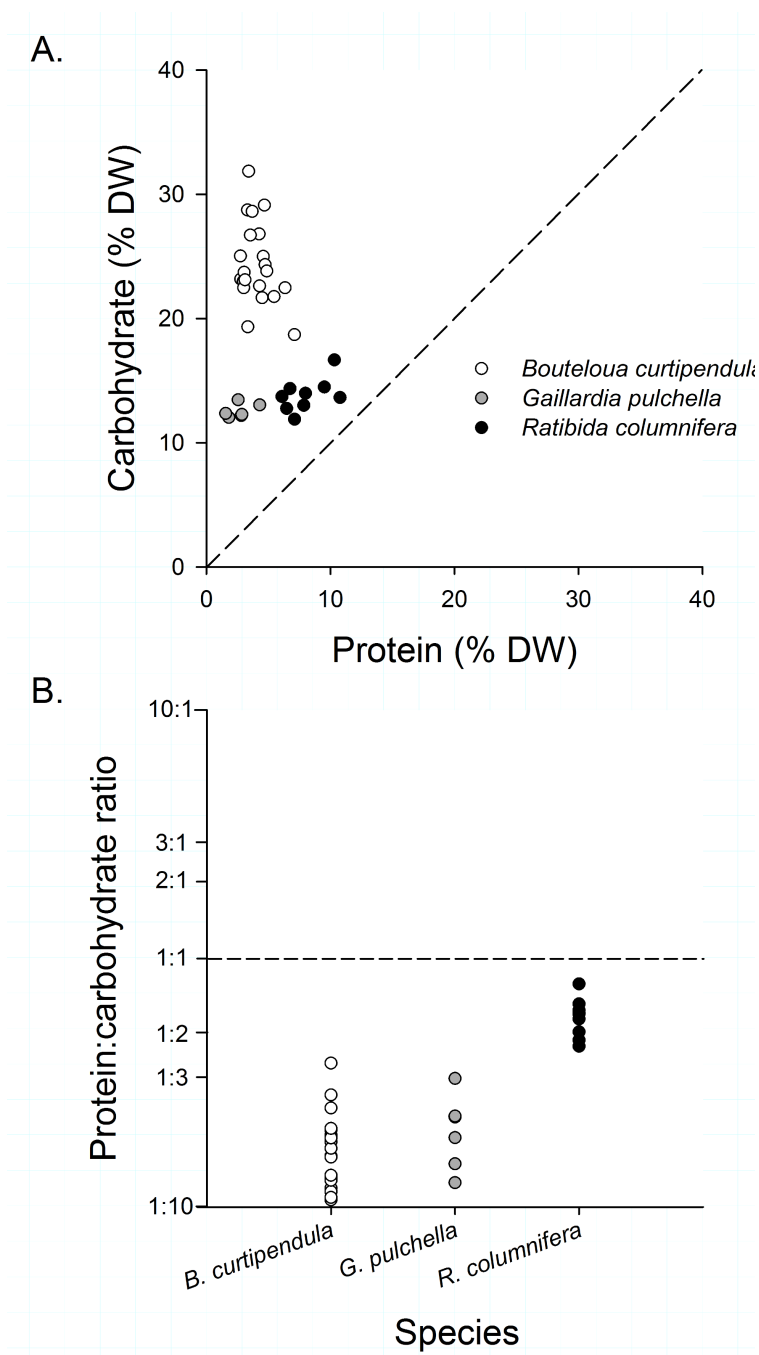 A.
40
30
20
10
0
Carbohydrate (% DW)
Bouteloua curtipendula
Gaillardia pulchella
Ratibida columnifera
0 10 20 30 40
Protein (% DW)
B.
10:1
3:1
2:1
1:1
1:2
1:3
1:10
Protein:carbohydrate ratio
B. curtipendula
G. pulchella
R. columnifera
Species